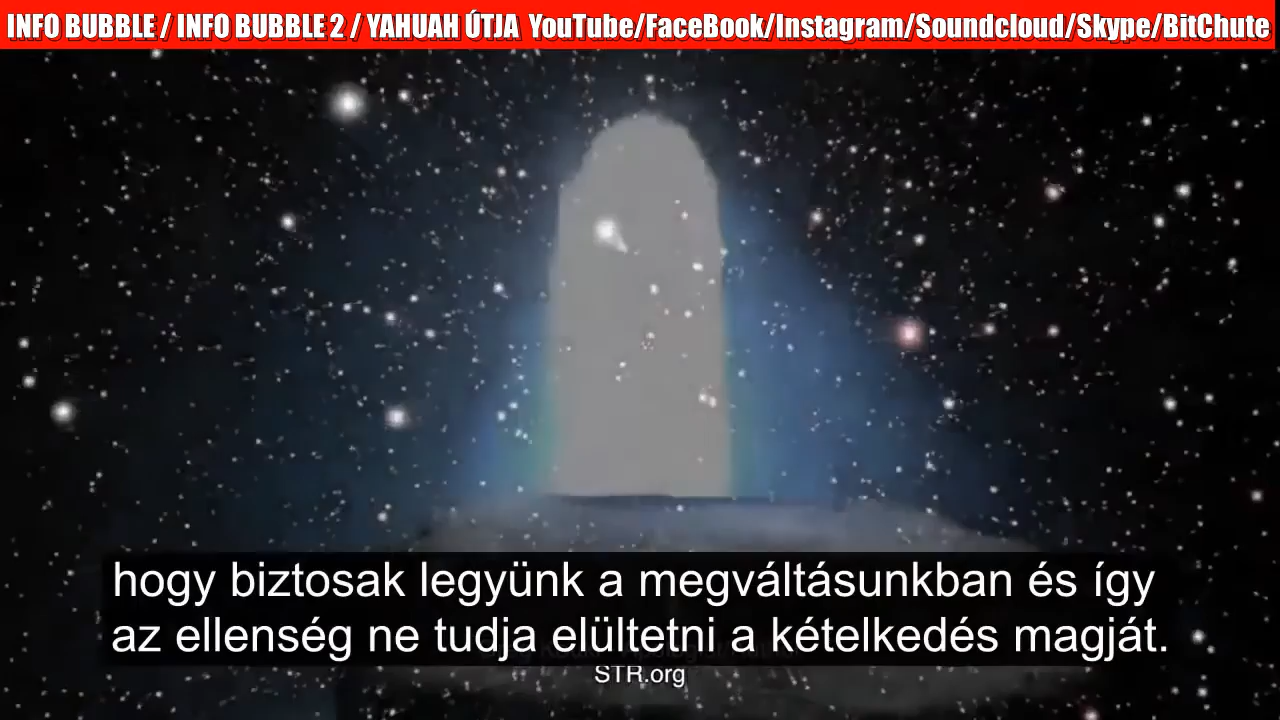 INFO BUBBLE / INFO BUBBLE 2 / YAHUAH ÚTJA YouTube/FaceBook/Instagram/Soundcloud/Skype/BitChute
hogy biztosak legyünk a megváltásunkban és így
az ellenség ne tudja elültetni a kételkedés magját.
STR.org